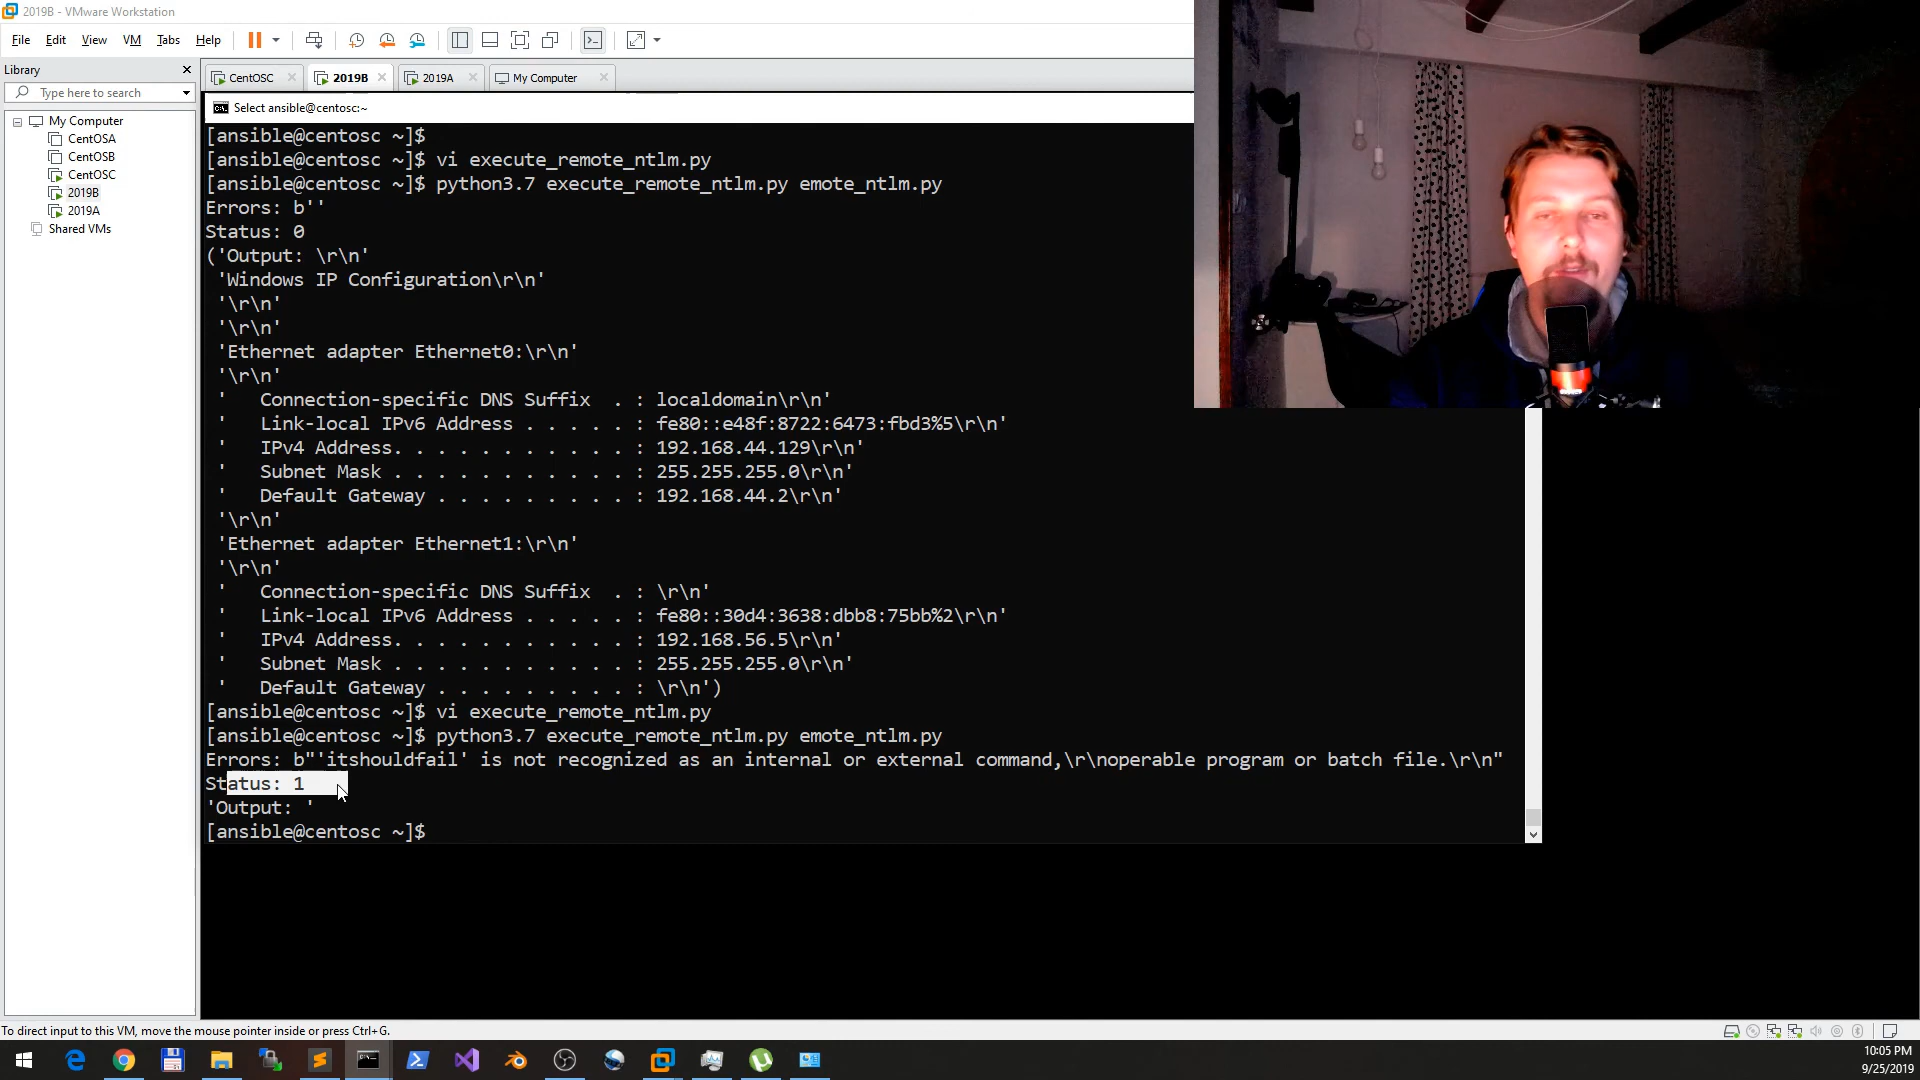 2019B - VMware Workstation
File Edit View VM Tabs Help
Library
Type here to search
My Computer
CentOSA
CentOSB
CentOSC
2019B
2019A
Shared VMs
CentOSC 2019B 2019A My Computer
Select ansible@centosc:~
[ansible@centosc ~]$
[ansible@centosc ~]$ vi execute_remote_ntlm.py
[ansible@centosc ~]$ python3.7 execute_remote_ntlm.py emote_ntlm.py
Errors: b''
Status: 0
('Output: \r\n'
'Windows IP Configuration\r\n'
'\r\n'
'\r\n'
'Ethernet adapter Ethernet0:\r\n'
'\r\n'
'   Connection-specific DNS Suffix  . : localdomain\r\n'
'   Link-local IPv6 Address . . . . . : fe80::e48f:8722:6473:fbd3%5\r\n'
'   IPv4 Address. . . . . . . . . . . : 192.168.44.129\r\n'
'   Subnet Mask . . . . . . . . . . . : 255.255.255.0\r\n'
'   Default Gateway . . . . . . . . . : 192.168.44.2\r\n'
'\r\n'
'Ethernet adapter Ethernet1:\r\n'
'\r\n'
'   Connection-specific DNS Suffix  . : \r\n'
'   Link-local IPv6 Address . . . . . : fe80::30d4:3638:dbb8:75bb%2\r\n'
'   IPv4 Address. . . . . . . . . . . : 192.168.56.5\r\n'
'   Subnet Mask . . . . . . . . . . . : 255.255.255.0\r\n'
'   Default Gateway . . . . . . . . . : \r\n')
[ansible@centosc ~]$ vi execute_remote_ntlm.py
[ansible@centosc ~]$ python3.7 execute_remote_ntlm.py emote_ntlm.py
Errors: b"'itshouldfail' is not recognized as an internal or external command,\r\noperable program or batch file.\r\n"
Status: 1
'Output: '
[ansible@centosc ~]$
To direct input to this VM, move the mouse pointer inside or press Ctrl+G.
10:05 PM
9/25/2019